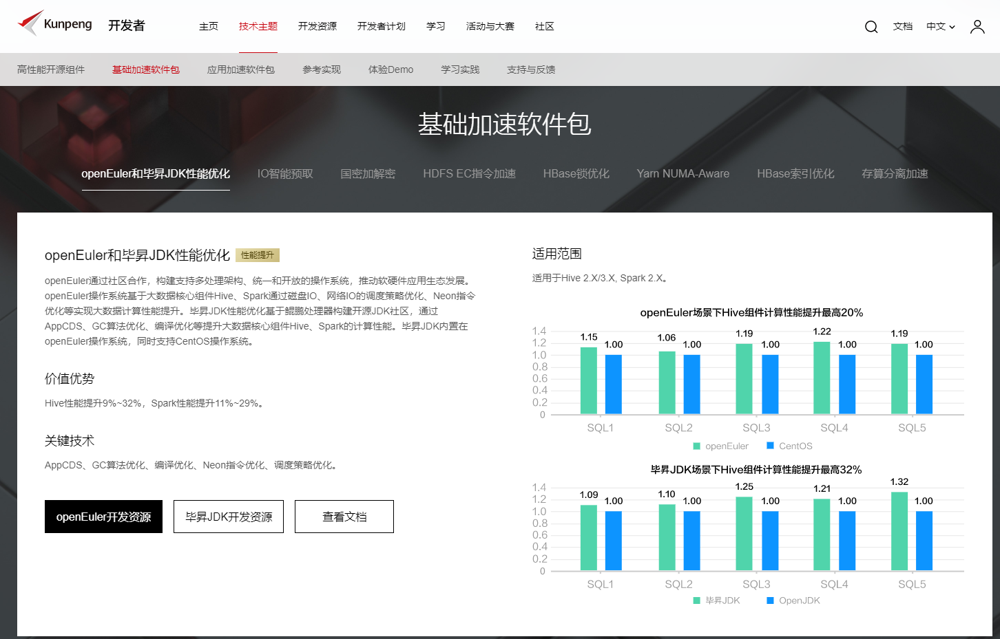 Kunpeng 开发者 主页 技术主题 开发资源 开发者计划 学习 活动与大赛 社区 文档 中文
高性能开源组件 基础加速软件包 应用加速软件包 参考实现 体验Demo 学习实践 支持与反馈
基础加速软件包
openEuler和毕昇JDK性能优化 IO智能预取 国密加解密 HDFS EC指令加速 HBase锁优化 Yarn NUMA-Aware HBase索引优化 存算分离加速
openEuler和毕昇JDK性能优化 性能提升
openEuler通过社区合作，构建支持多处理架构、统一和开放的操作系统，推动软硬件应用生态发展。
openEuler操作系统基于大数据核心组件Hive、Spark通过磁盘IO、网络IO的调度策略优化、Neon指令
优化等实现大数据计算性能提升。毕昇JDK性能优化基于鲲鹏处理器构建开源JDK社区，通过
AppCDS、GC算法优化、编译优化等提升大数据核心组件Hive、Spark的计算性能。毕昇JDK内置在
openEuler操作系统，同时支持CentOS操作系统。
价值优势
Hive性能提升9%~32%，Spark性能提升11%~29%。
关键技术
AppCDS、GC算法优化、编译优化、Neon指令优化、调度策略优化。
openEuler开发资源 毕昇JDK开发资源 查看文档
适用范围
适用于Hive 2.X/3.X, Spark 2.X。
openEuler场景下Hive组件计算性能提升最高20%
1.4
1.2
1.0
0.8
0.6
0.4
0.2
0
1.15 1.00 1.06 1.00 1.19 1.00 1.22 1.00 1.19 1.00
SQL1 SQL2 SQL3 SQL4 SQL5
openEuler CentOS
毕昇JDK场景下Hive组件计算性能提升最高32%
1.4
1.2
1.0
0.8
0.6
0.4
0.2
0
1.09 1.00 1.10 1.00 1.25 1.00 1.21 1.00 1.32 1.00
SQL1 SQL2 SQL3 SQL4 SQL5
毕昇JDK OpenJDK